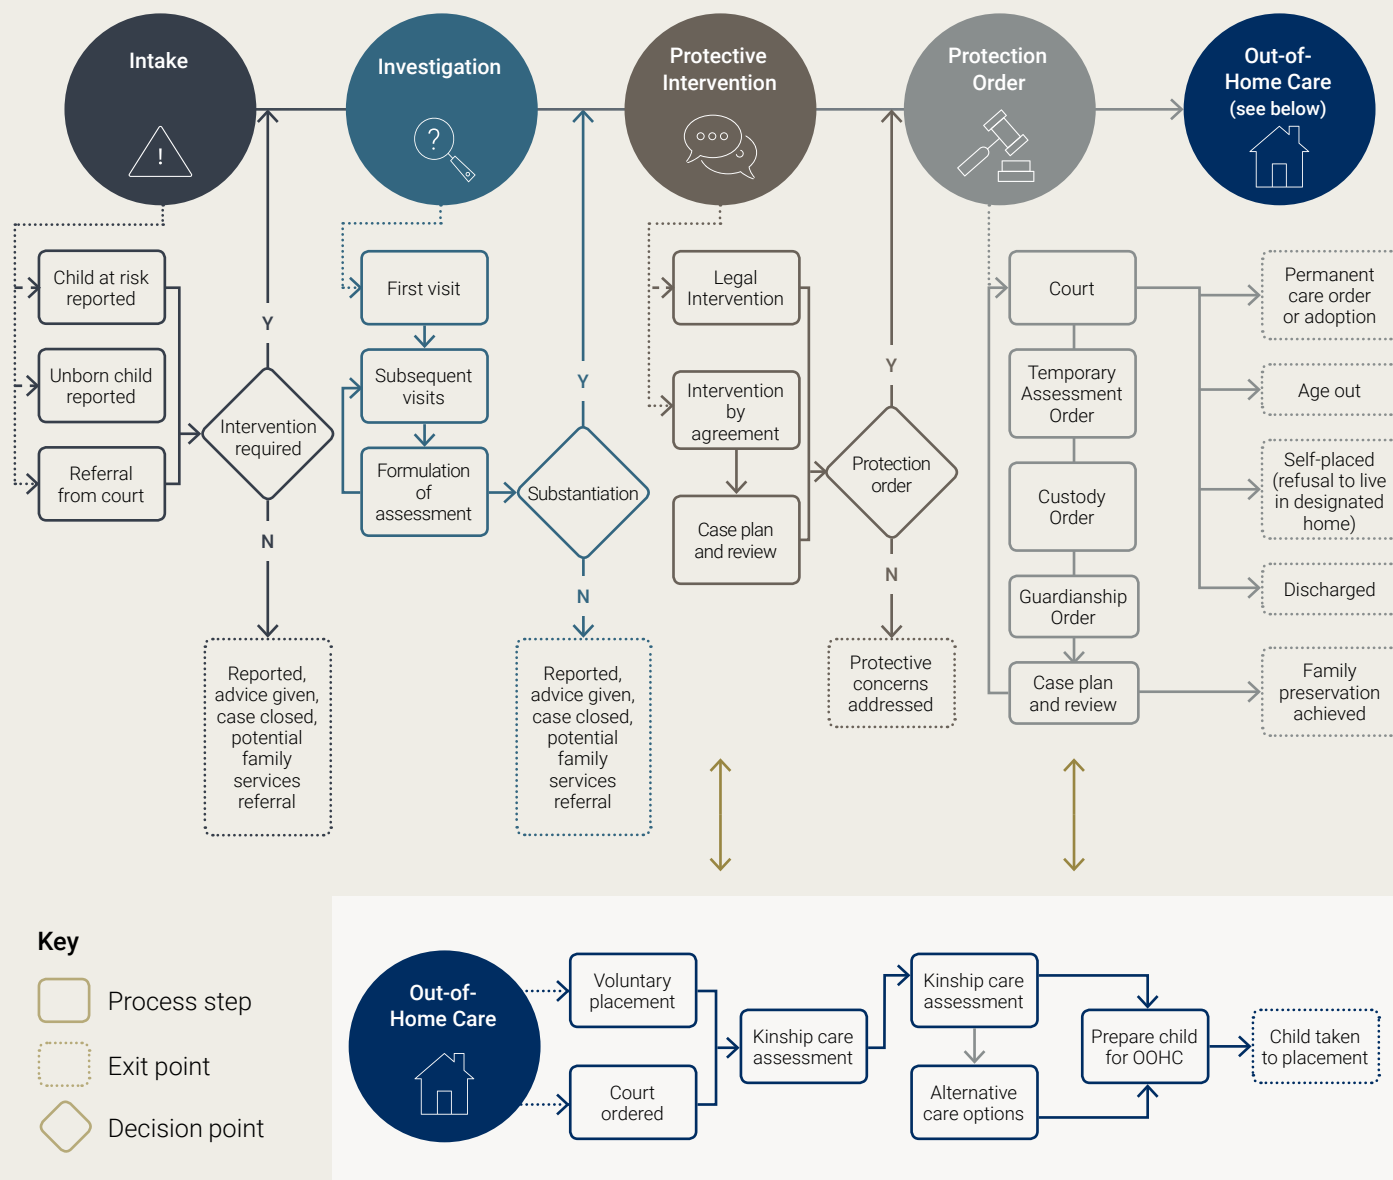 Intake
!
Investigation
?
Protective
Intervention
Protection
Order
Out-of-
Home Care
(see below)
Child at risk
reported
Unborn child
reported
Referral
from court
Y
Intervention
required
N
Reported,
advice given,
case closed,
potential
family
services
referral
First visit
Subsequent
visits
Formulation
of
assessment
Y
Substantiation
N
Reported,
advice given,
case closed,
potential
family
services
referral
Legal
Intervention
Intervention
by
agreement
Case plan
and review
Y
Protection
order
N
Protective
concerns
addressed
Court
Temporary
Assessment
Order
Custody
Order
Guardianship
Order
Case plan
and review
Permanent
care order
or adoption
Age out
Self-placed
(refusal to live
in designated
home)
Discharged
Family
preservation
achieved
Key
Process step
Exit point
Decision point
Out-of-
Home Care
Voluntary
placement
Court
ordered
Kinship care
assessment
Kinship care
assessment
Alternative
care options
Prepare child
for OOHC
Child taken
to placement